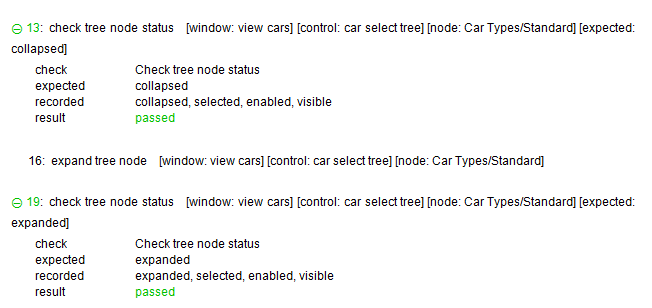 13: check tree node status [window: view cars] [control: car select tree] [node: Car Types/Standard] [expected:
collapsed]
check Check tree node status
expected collapsed
recorded collapsed, selected, enabled, visible
result passed
16: expand tree node [window: view cars] [control: car select tree] [node: Car Types/Standard]
19: check tree node status [window: view cars] [control: car select tree] [node: Car Types/Standard] [expected:
expanded]
check Check tree node status
expected expanded
recorded expanded, selected, enabled, visible
result passed